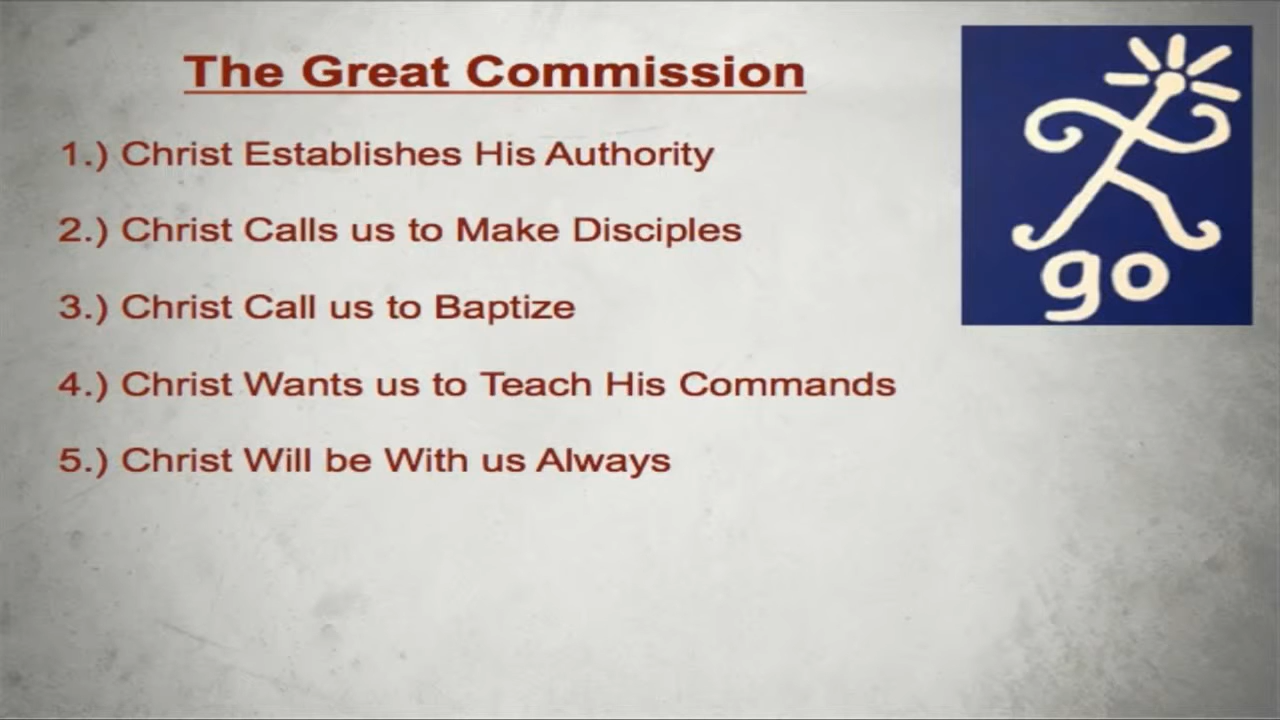 The Great Commission
1.) Christ Establishes His Authority
2.) Christ Calls us to Make Disciples
3.) Christ Call us to Baptize
4.) Christ Wants us to Teach His Commands
5.) Christ Will be With us Always
go